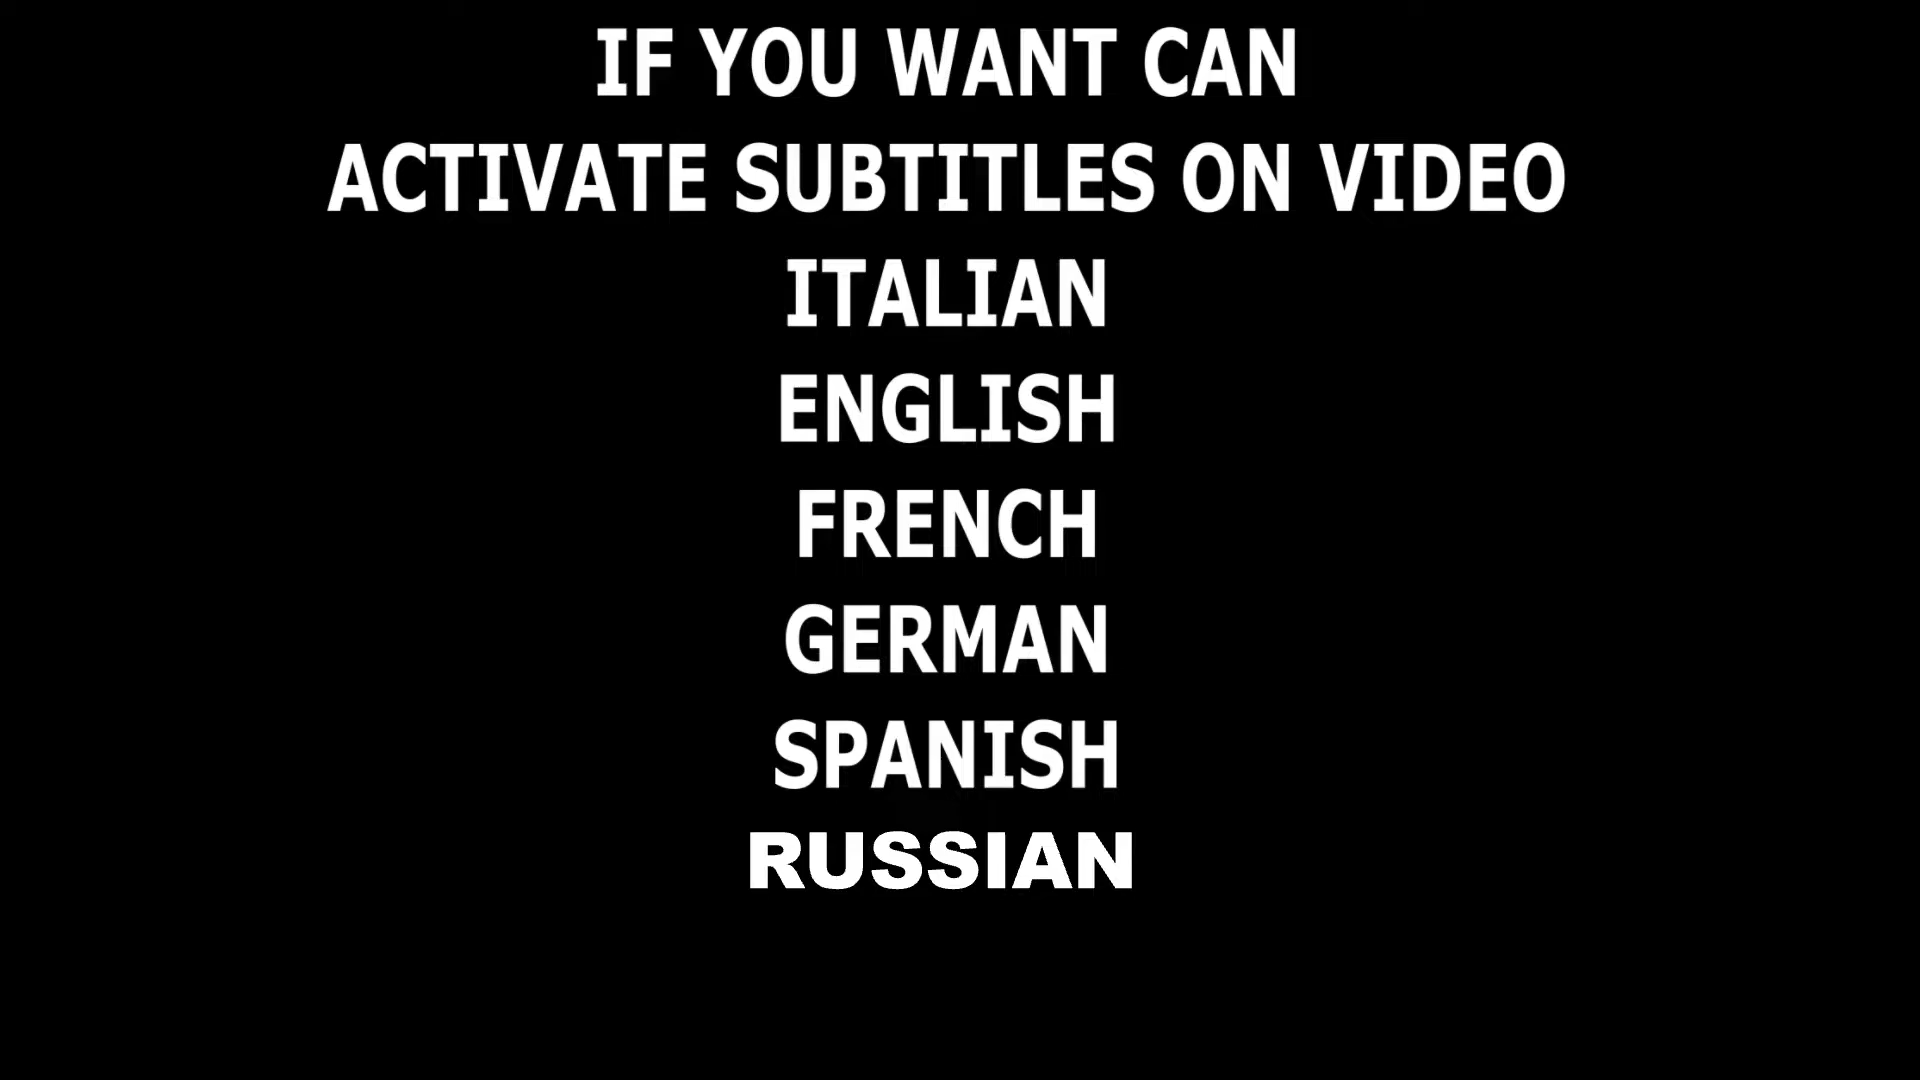 IF YOU WANT CAN
ACTIVATE SUBTITLES ON VIDEO
ITALIAN
ENGLISH
FRENCH
GERMAN
SPANISH
RUSSIAN